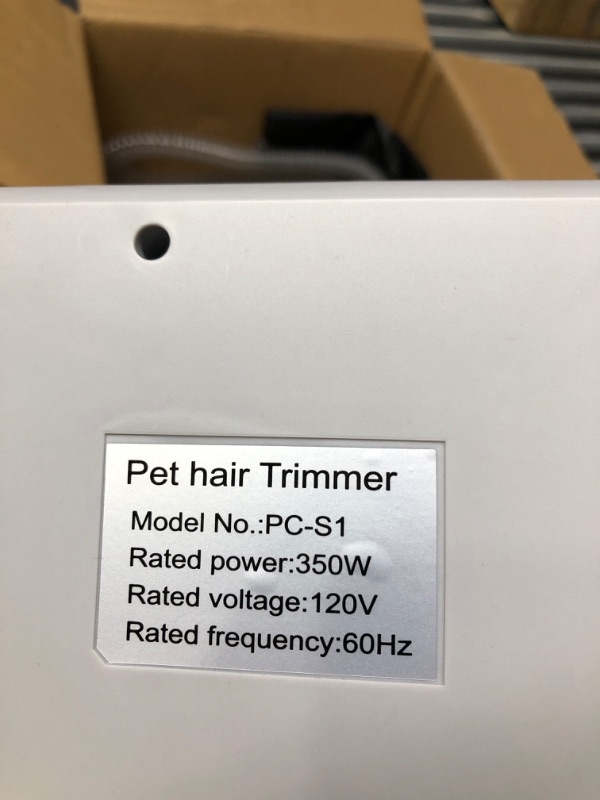 Pet hair Trimmer
Model No.:PC-S1
Rated power:350W
Rated voltage:120V
Rated frequency:60Hz